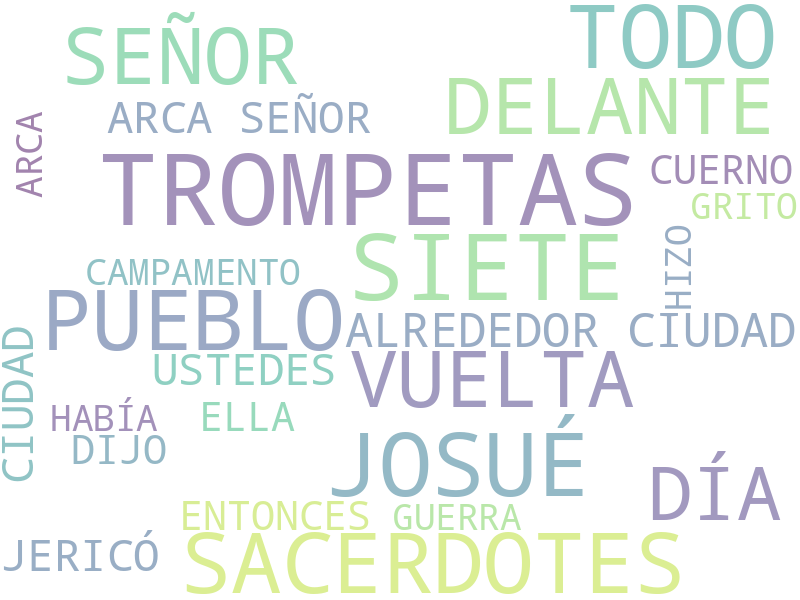 TODO
SEÑOR
DELANTE
ARCA SEÑOR
ARCA
TROMPETAS
CUERNO
GRITO
SIETE
HIZO
CAMPAMENTO
PUEBLO
ALREDEDOR CIUDAD
CIUDAD
USTEDES
VUELTA
HABÍA
ELLA
DIJO
JOSUÉ
DÍA
ENTONCES
GUERRA
JERICÓ
SACERDOTES